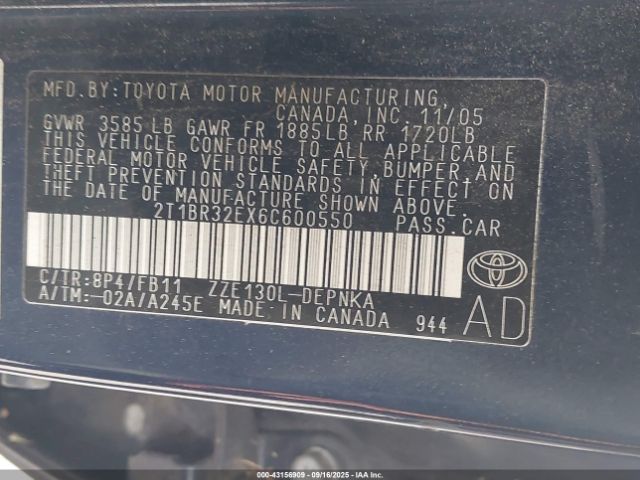 MFD.BY:TOYOTA MOTOR MANUFACTURING,
CANADA, INC. 11/05
GVWR 3585 LB GAWR FR 1885LB RR 1720LB
THIS VEHICLE CONFORMS TO ALL APPLICABLE
FEDERAL MOTOR VEHICLE SAFETY, BUMPER, AND
THEFT PREVENTION STANDARDS IN EFFECT ON
THE DATE OF MANUFACTURE SHOWN ABOVE.
2T1BR32EX6C600550 PASS.CAR
C/TR:8P4/FB11 ZZE130L-DEPNKA
A/TM:-02A/A245E MADE IN CANADA 944
AD
000-43156909 - 09/16/2025 - IAAI.COM